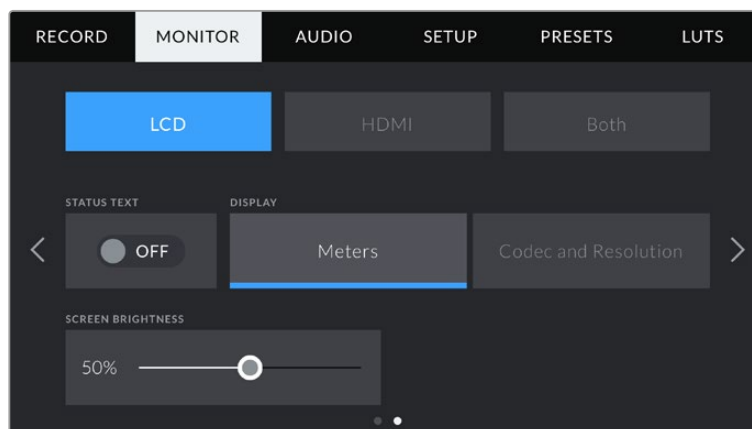 RECORD MONITOR AUDIO SETUP PRESETS LUTS
LCD HDMI Both
STATUS TEXT DISPLAY
OFF Meters Codec and Resolution
SCREEN BRIGHTNESS
50%